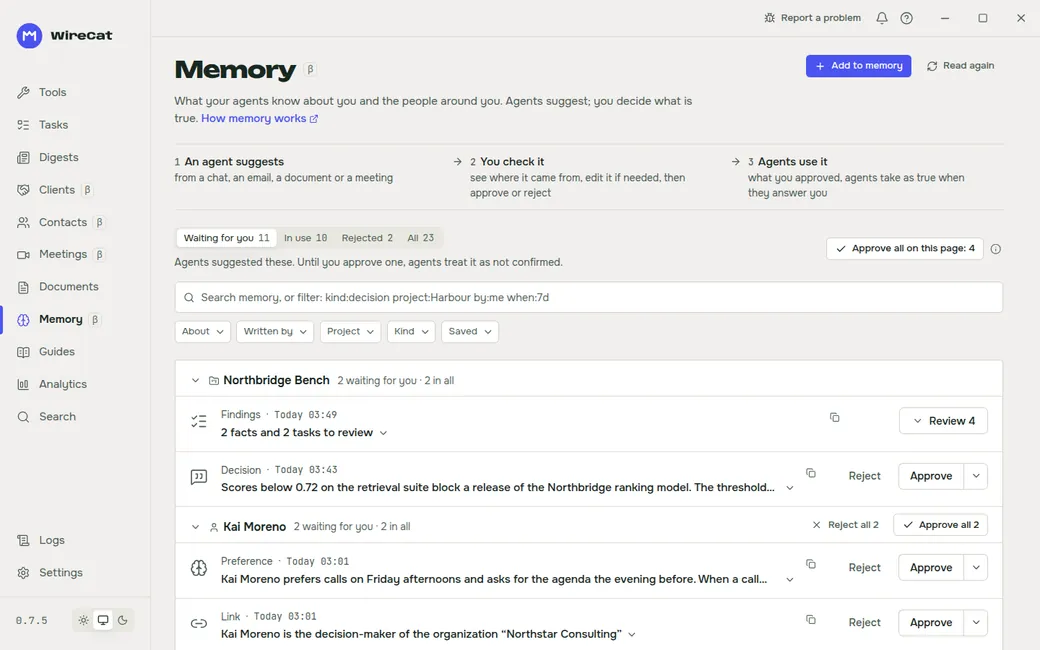 Report a problem
wirecat
Tools
Tasks
Digests
Clients β
Contacts β
Meetings β
Documents
Memory β
Guides
Analytics
Search
Logs
Settings
0.7.5
Memory β
Add to memory
Read again
What your agents know about you and the people around you. Agents suggest; you decide what is
true. How memory works
1 An agent suggests
from a chat, an email, a document or a meeting
2 You check it
see where it came from, edit it if needed, then
approve or reject
3 Agents use it
what you approved, agents take as true when
they answer you
Waiting for you 11 In use 10 Rejected 2 All 23
Agents suggested these. Until you approve one, agents treat it as not confirmed.
Approve all on this page: 4
Search memory, or filter: kind:decision project:Harbour by:me when:7d
About Written by Project Kind Saved
Northbridge Bench 2 waiting for you · 2 in all
Findings · Today 03:49
2 facts and 2 tasks to review
Review 4
Decision · Today 03:43
Scores below 0.72 on the retrieval suite block a release of the Northbridge ranking model. The threshold...
Reject Approve
Kai Moreno 2 waiting for you · 2 in all
Reject all 2 Approve all 2
Preference · Today 03:01
Kai Moreno prefers calls on Friday afternoons and asks for the agenda the evening before. When a call...
Reject Approve
Link · Today 03:01
Kai Moreno is the decision-maker of the organization “Northstar Consulting”
Reject Approve